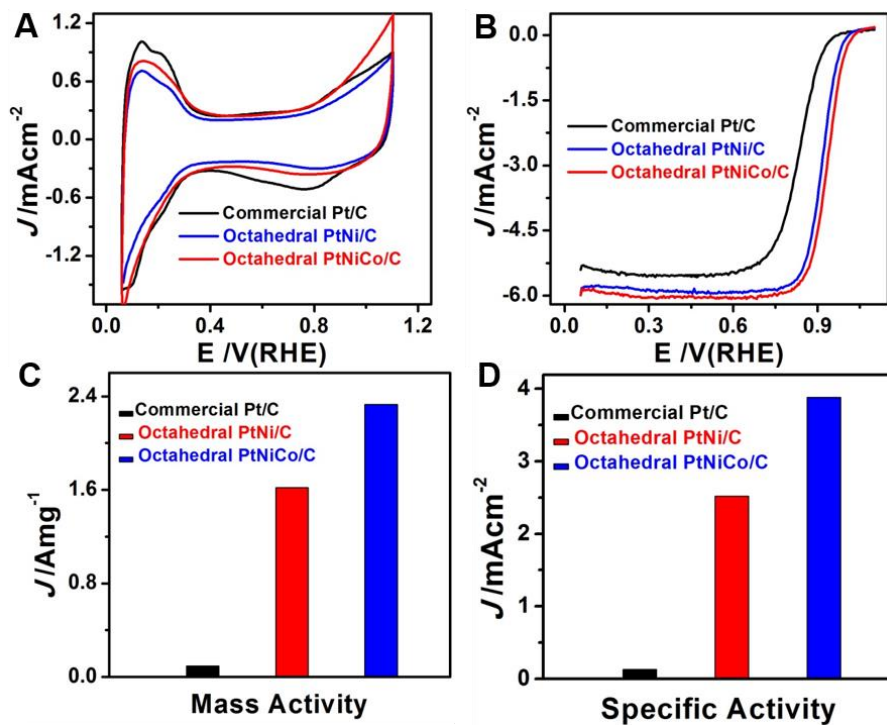 A
J/mAcm-2
1.2
0.6
0.0
-0.6
-1.2
Commercial Pt/C
Octahedral PtNi/C
Octahedral PtNiCo/C
0.0 0.4 0.8 1.2
E /V(RHE)
B
J/mAcm-2
0.0
-1.5
-3.0
-4.5
-6.0
Commercial Pt/C
Octahedral PtNi/C
Octahedral PtNiCo/C
0.0 0.3 0.6 0.9
E /V(RHE)
C
J/Amg-1
2.4
1.6
0.8
0.0
Commercial Pt/C
Octahedral PtNi/C
Octahedral PtNiCo/C
Mass Activity
D
J/mAcm-2
4
3
2
1
0
Commercial Pt/C
Octahedral PtNi/C
Octahedral PtNiCo/C
Specific Activity